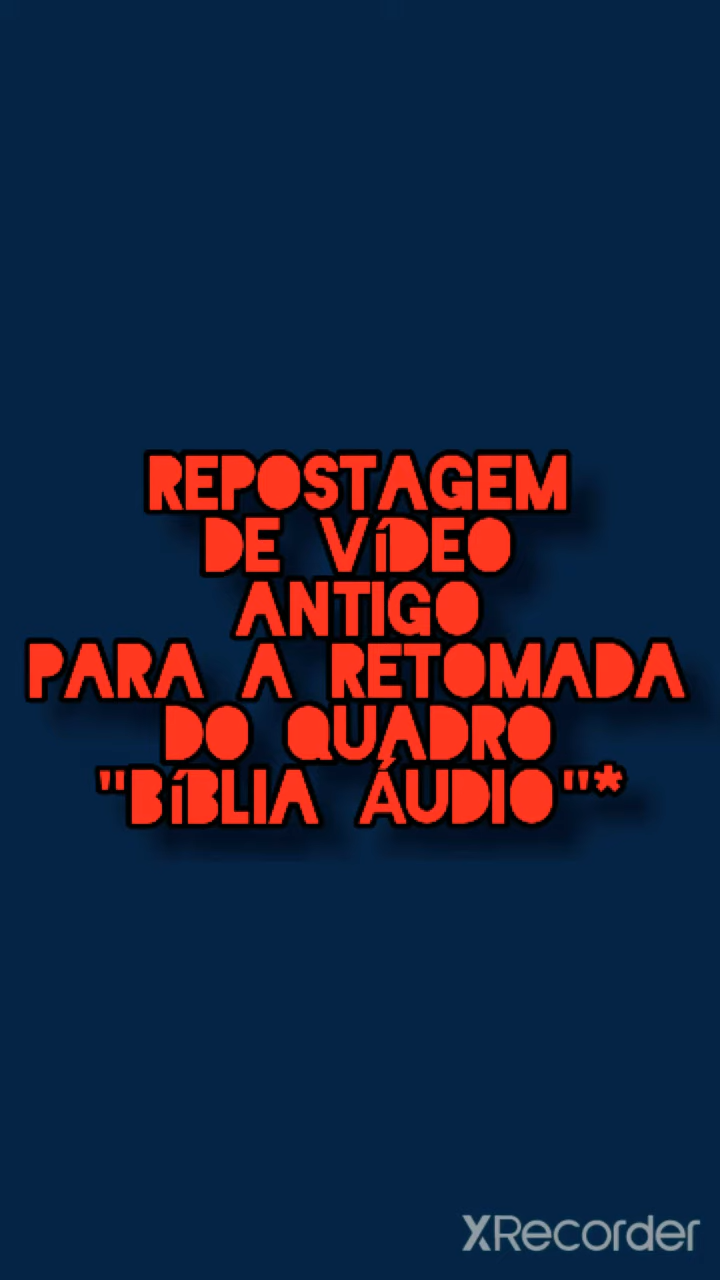 REPOSTAGEM
DE VÍDEO
ANTIGO
PARA A RETOMADA
DO QUADRO
"BÍBLIA ÁUDIO"*
XRecorder